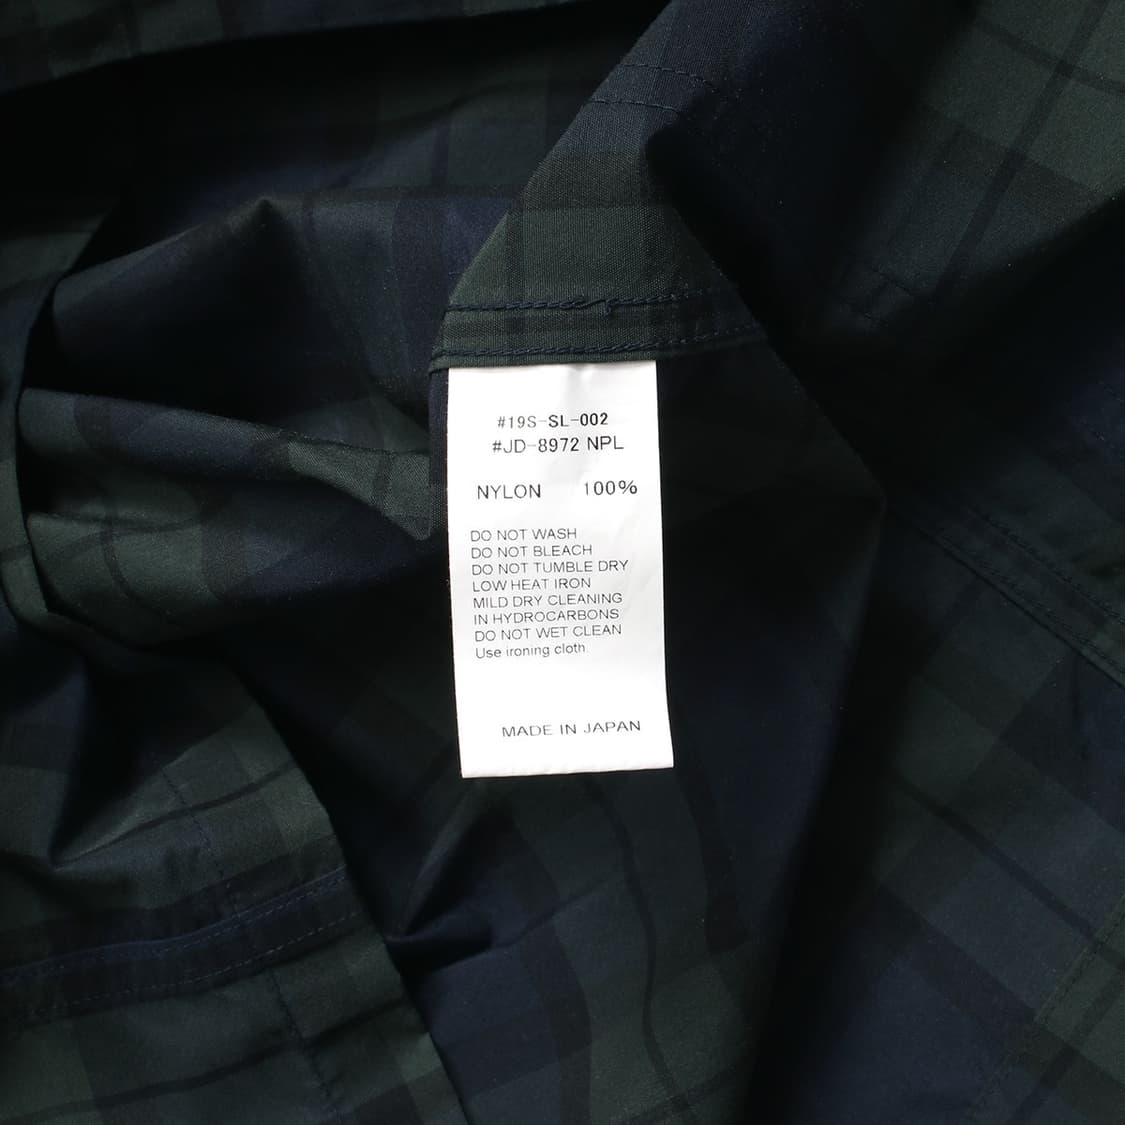 #19S-SL-002
#JD-8972 NPL
NYLON 100%
DO NOT WASH
DO NOT BLEACH
DO NOT TUMBLE DRY
LOW HEAT IRON
MILD DRY CLEANING
IN HYDROCARBONS
DO NOT WET CLEAN
Use ironing cloth.
MADE IN JAPAN